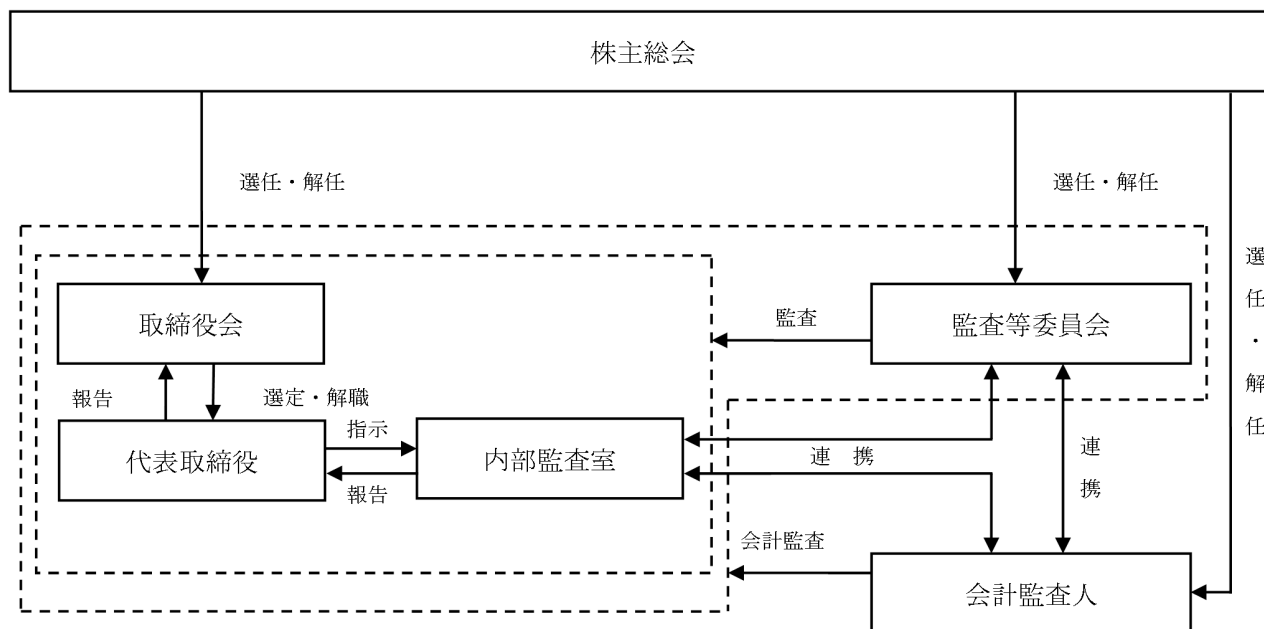 株主総会
選任・解任
選任・解任
選任・解任
取締役会
監査
監査等委員会
報告
選定・解職
指示
代表取締役
内部監査室
連 携
連携
報告
会計監査
会計監査人